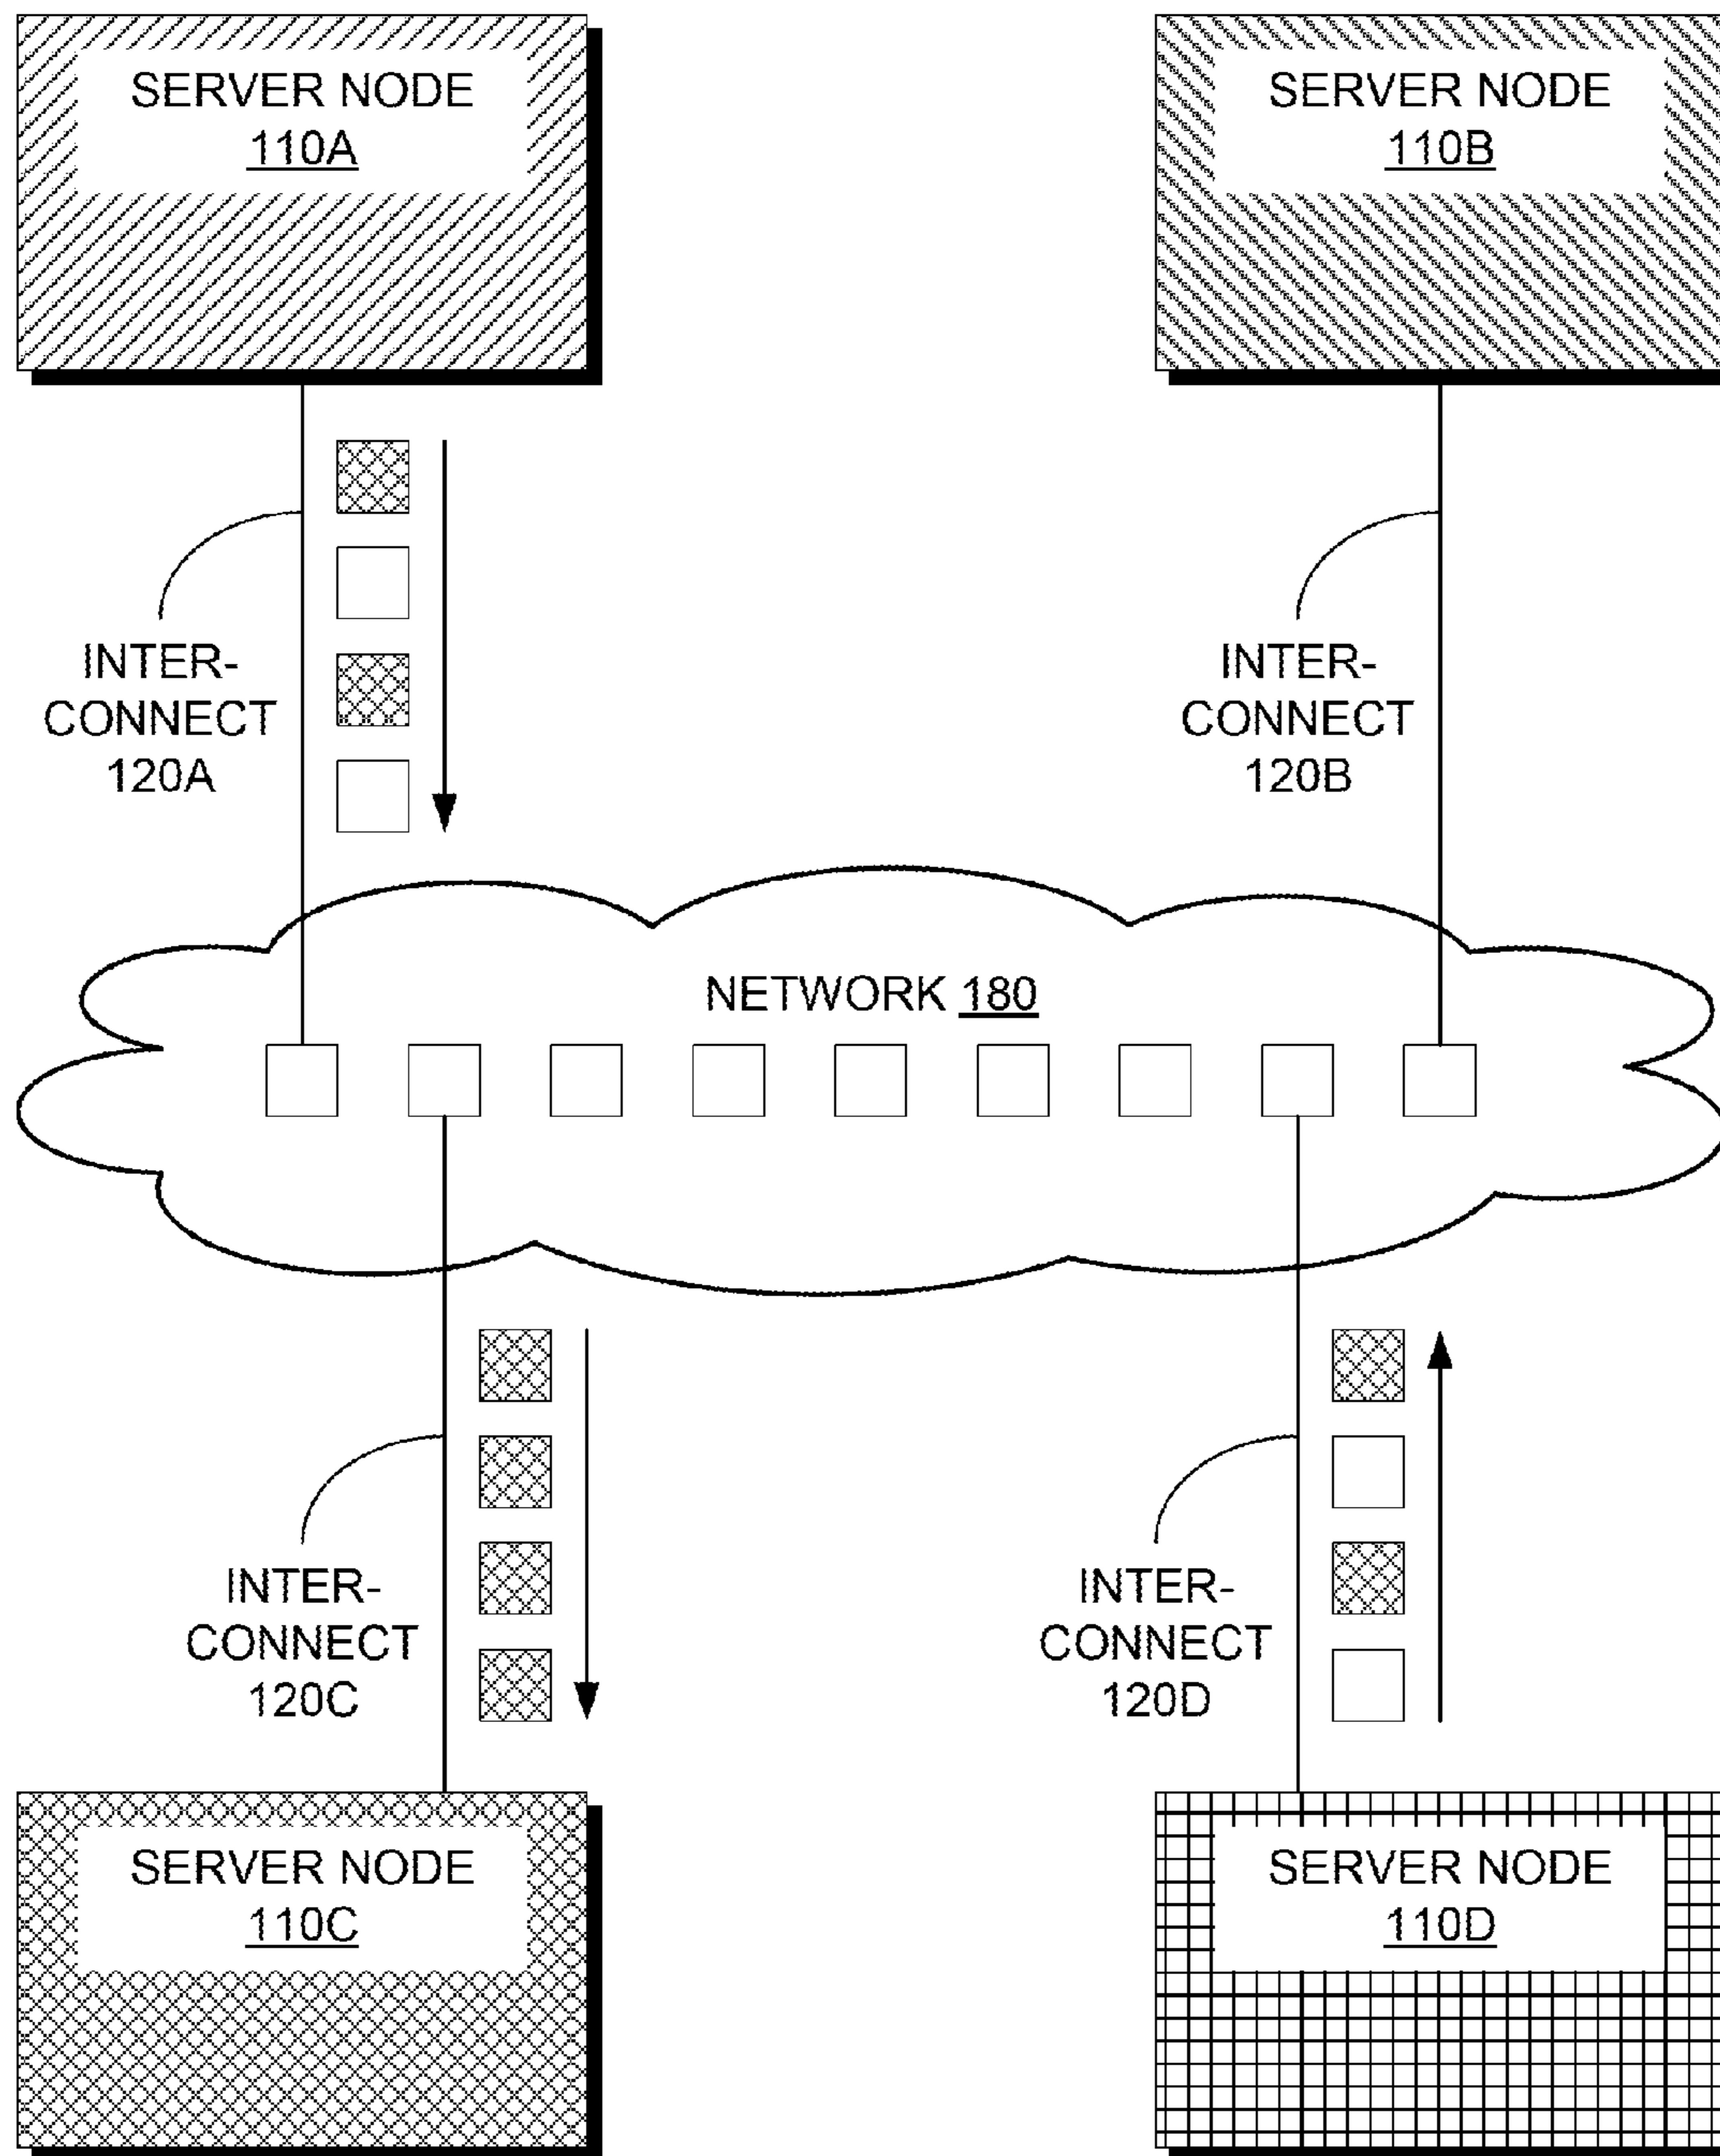 SERVER NODE
110A
SERVER NODE
110B
INTER-
CONNECT
120A
INTER-
CONNECT
120B
NETWORK 180
INTER-
CONNECT
120C
INTER-
CONNECT
120D
SERVER NODE
110C
SERVER NODE
110D